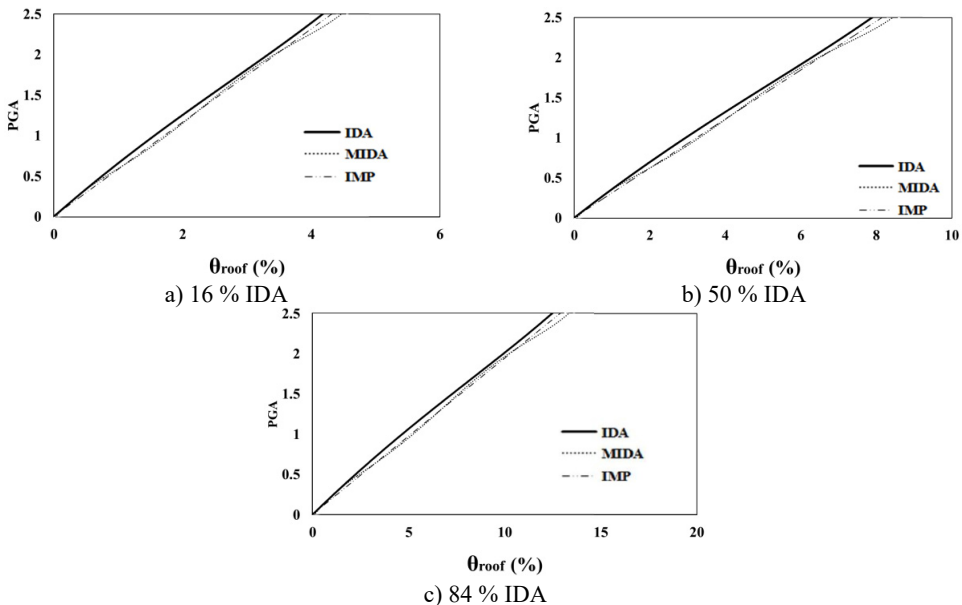 2.5
2
1.5
1
0.5
0
PGA
IDA
MIDA
IMP
0 2 4 6
θroof (%)
a) 16 % IDA
2.5
2
1.5
1
0.5
0
PGA
IDA
MIDA
IMP
0 2 4 6 8 10
θroof (%)
b) 50 % IDA
2.5
2
1.5
1
0.5
0
PGA
IDA
MIDA
IMP
0 5 10 15 20
θroof (%)
c) 84 % IDA